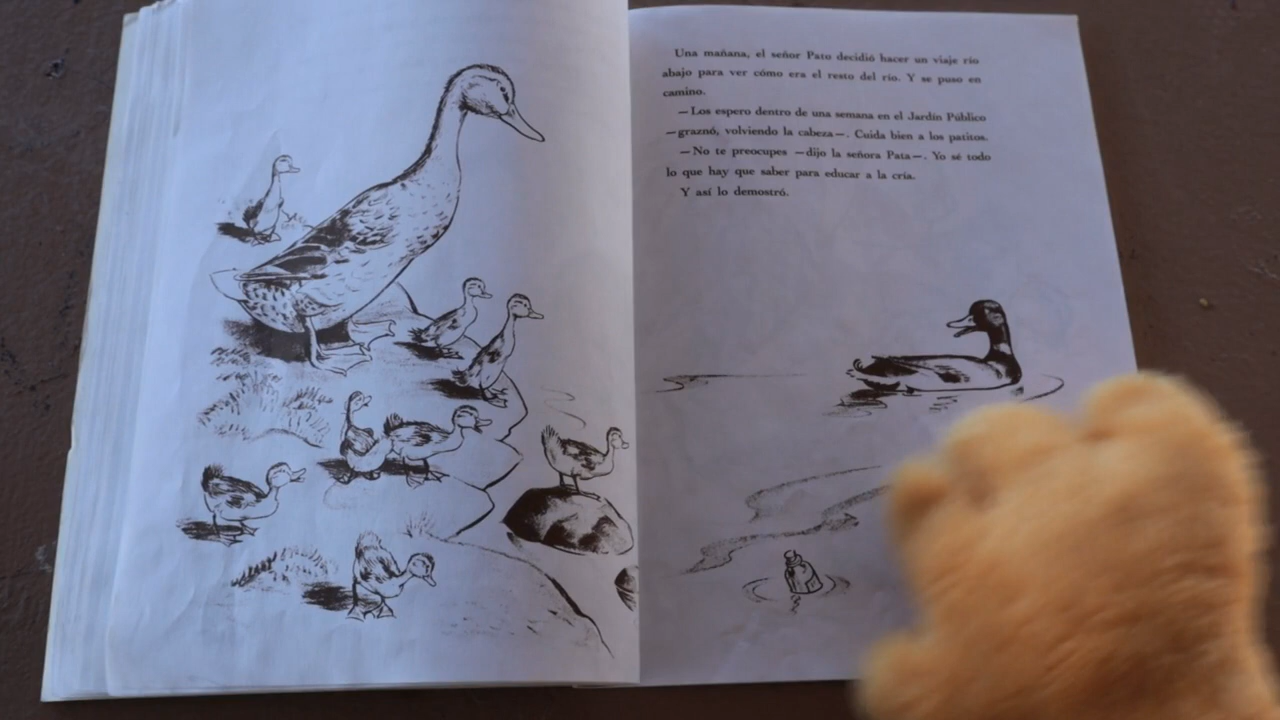 Una mañana, el señor Pato decidió hacer un viaje río
abajo para ver cómo era el resto del río. Y se puso en
camino.
—Los espero dentro de una semana en el Jardín Público
—graznó, volviendo la cabeza—. Cuida bien a los patitos.
—No te preocupes —dijo la señora Pata—. Yo sé todo
lo que hay que saber para educar a la cría.
Y así lo demostró.